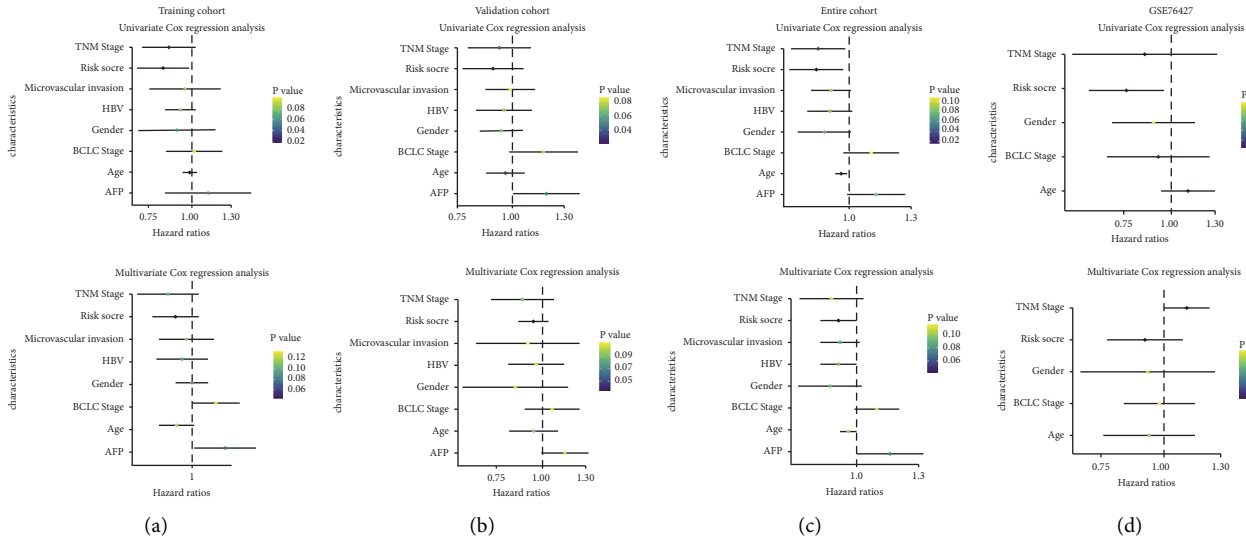 Training cohort
Univariate Cox regression analysis
characteristics
TNM Stage
Risk socre
Microvascular invasion
HBV
Gender
BCLC Stage
Age
AFP
0.75 1.00 1.30
Hazard ratios
P value
0.08
0.06
0.04
0.02
Multivariate Cox regression analysis
characteristics
TNM Stage
Risk socre
Microvascular invasion
HBV
Gender
BCLC Stage
Age
AFP
1
Hazard ratios
P value
0.12
0.10
0.08
0.06
(a)
Validation cohort
Univariate Cox regression analysis
characteristics
TNM Stage
Risk socre
Microvascular invasion
HBV
Gender
BCLC Stage
Age
AFP
0.75 1.00 1.30
Hazard ratios
P value
0.08
0.06
0.04
Multivariate Cox regression analysis
characteristics
TNM Stage
Risk socre
Microvascular invasion
HBV
Gender
BCLC Stage
Age
AFP
0.75 1.00 1.30
Hazard ratios
P value
0.09
0.07
0.05
(b)
Entire cohort
Univariate Cox regression analysis
characteristics
TNM Stage
Risk socre
Microvascular invasion
HBV
Gender
BCLC Stage
Age
AFP
1.0 1.3
Hazard ratios
P value
0.10
0.08
0.06
0.04
0.02
Multivariate Cox regression analysis
characteristics
TNM Stage
Risk socre
Microvascular invasion
HBV
Gender
BCLC Stage
Age
AFP
1.0 1.3
Hazard ratios
P value
0.10
0.08
0.06
(c)
GSE76427
Univariate Cox regression analysis
characteristics
TNM Stage
Risk socre
Gender
BCLC Stage
Age
0.75 1.00 1.30
Hazard ratios
P
Multivariate Cox regression analysis
characteristics
TNM Stage
Risk socre
Gender
BCLC Stage
Age
0.75 1.00 1.30
Hazard ratios
P
(d)